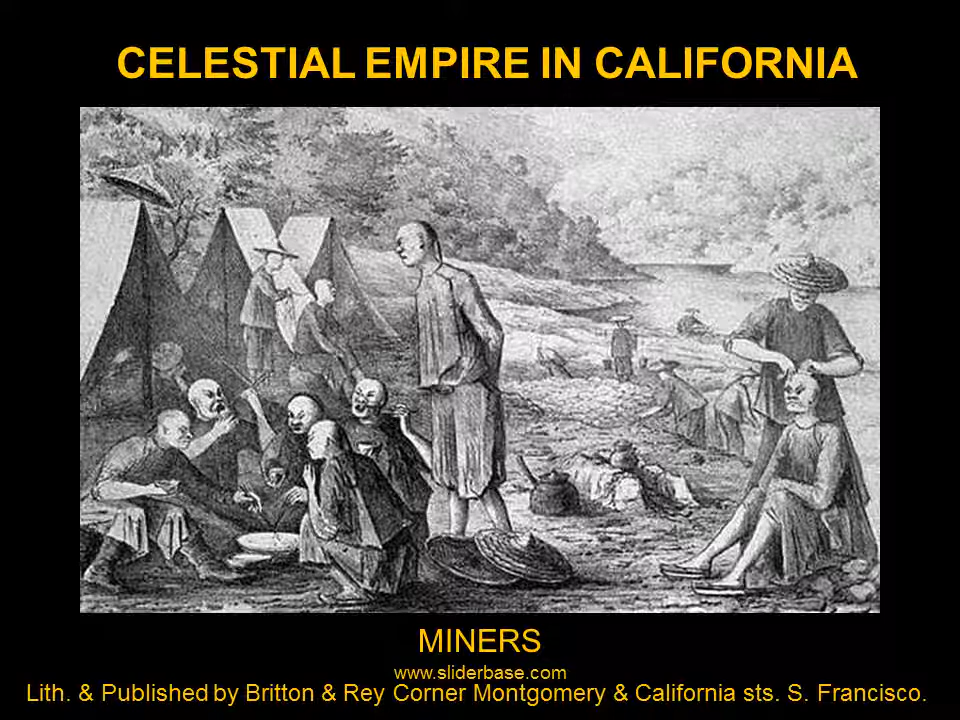 CELESTIAL EMPIRE IN CALIFORNIA
MINERS
www.sliderbase.com
Lith. & Published by Britton & Rey Corner Montgomery & California sts. S. Francisco.